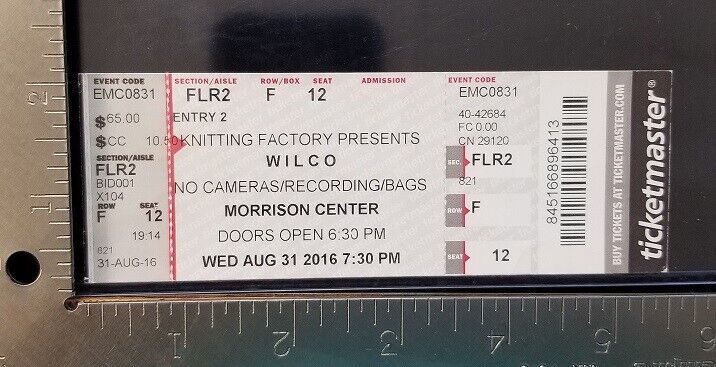 EVENT CODE
EMC0831
$ 65.00
$CC 10.50
SECTION/AISLE
FLR2
BID001
X104
ROW SEAT
F 12
19.14
821
31-AUG-16
SECTION/AISLE ROW/BOX SEAT ADMISSION
FLR2 F 12
ENTRY 2
KNITTING FACTORY PRESENTS
WILCO
NO CAMERAS/RECORDING/BAGS
MORRISON CENTER
DOORS OPEN 6:30 PM
WED AUG 31 2016 7:30 PM
EVENT CODE
EMC0831
40-42684
FC 0.00
CN 29120
SEC. FLR2
821
ROW F
SEAT 12
845166896413
BUY TICKETS AT TICKETMASTER.COM
ticketmaster®
2
1
1 2 3 4 5 6